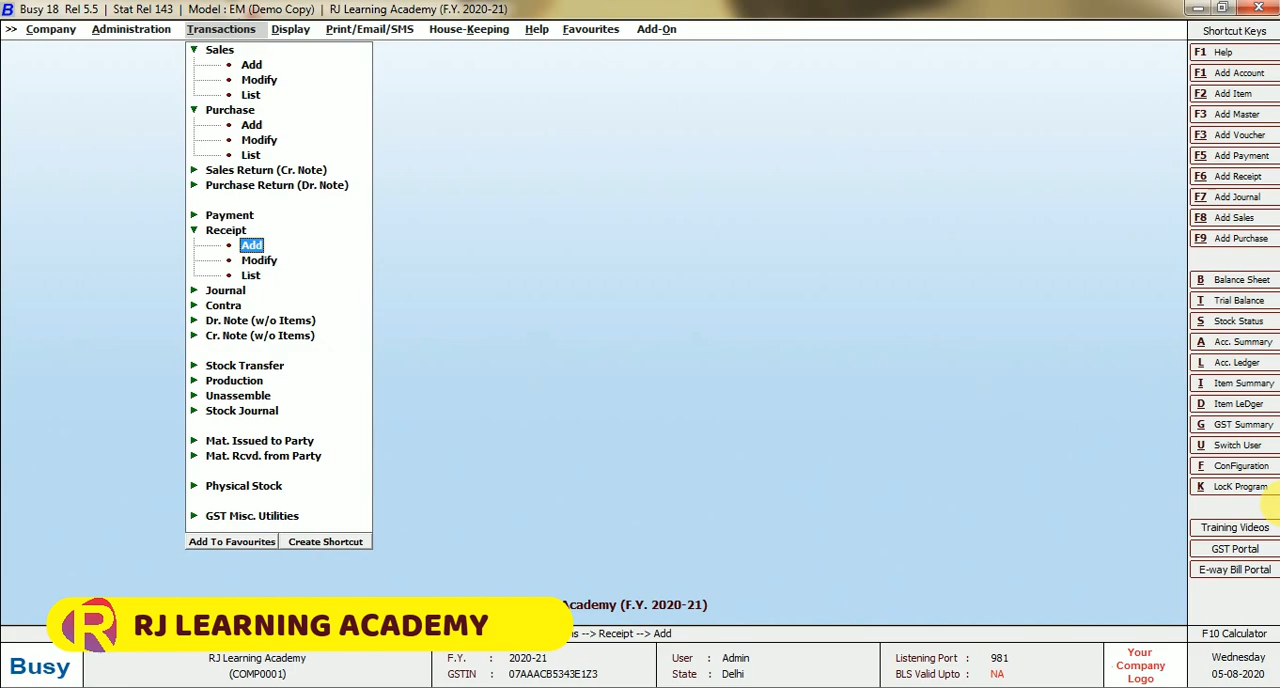 Busy 18 Rel 5.5 | Stat Rel 143 | Model : EM (Demo Copy) | RJ Learning Academy (F.Y. 2020-21)
>> Company Administration Transactions Display Print/Email/SMS House-Keeping Help Favourites Add-On
Sales
Add
Modify
List
Purchase
Add
Modify
List
Sales Return (Cr. Note)
Purchase Return (Dr. Note)
Payment
Receipt
Add
Modify
List
Journal
Contra
Dr. Note (w/o Items)
Cr. Note (w/o Items)
Stock Transfer
Production
Unassemble
Stock Journal
Mat. Issued to Party
Mat. Rcvd. from Party
Physical Stock
GST Misc. Utilities
Add To Favourites Create Shortcut
Shortcut Keys
F1 Help
F1 Add Account
F2 Add Item
F3 Add Master
F3 Add Voucher
F5 Add Payment
F6 Add Receipt
F7 Add Journal
F8 Add Sales
F9 Add Purchase
B Balance Sheet
T Trial Balance
S Stock Status
A Acc. Summary
L Acc. Ledger
I Item Summary
D Item LeDger
G GST Summary
U Switch User
F ConFiguration
K LocK Program
Training Videos
GST Portal
E-way Bill Portal
RJ LEARNING ACADEMY
Academy (F.Y. 2020-21)
--> Receipt --> Add
F10 Calculator
Busy
RJ Learning Academy
(COMP0001)
F.Y. : 2020-21
GSTIN : 07AAACB5343E1Z3
User : Admin
State : Delhi
Listening Port : 981
BLS Valid Upto : NA
Your
Company
Logo
Wednesday
05-08-2020